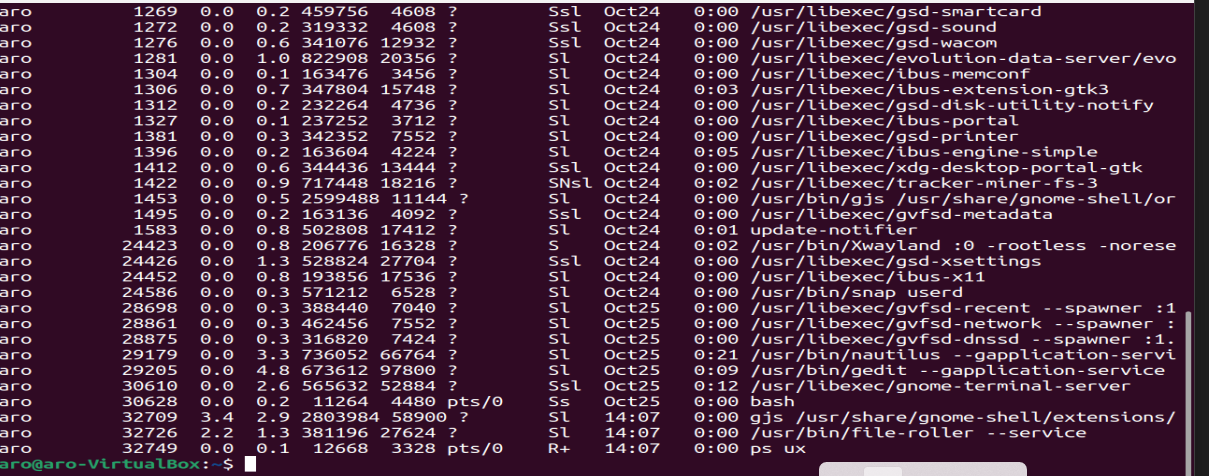 aro 1269 0.0 0.2 459756 4608 ? Ssl Oct24 0:00 /usr/libexec/gsd-smartcard
aro 1272 0.0 0.2 319332 4608 ? Ssl Oct24 0:00 /usr/libexec/gsd-sound
aro 1276 0.0 0.6 341076 12932 ? Ssl Oct24 0:00 /usr/libexec/gsd-wacom
aro 1281 0.0 1.0 822908 20356 ? Sl Oct24 0:00 /usr/libexec/evolution-data-server/evo
aro 1304 0.0 0.1 163476 3456 ? Sl Oct24 0:00 /usr/libexec/ibus-memconf
aro 1306 0.0 0.7 347804 15748 ? Sl Oct24 0:03 /usr/libexec/ibus-extension-gtk3
aro 1312 0.0 0.2 232264 4736 ? Sl Oct24 0:00 /usr/libexec/gsd-disk-utility-notify
aro 1327 0.0 0.1 237252 3712 ? Sl Oct24 0:00 /usr/libexec/ibus-portal
aro 1381 0.0 0.3 342352 7552 ? Sl Oct24 0:00 /usr/libexec/gsd-printer
aro 1396 0.0 0.2 163604 4224 ? Sl Oct24 0:05 /usr/libexec/ibus-engine-simple
aro 1412 0.0 0.6 344436 13444 ? Ssl Oct24 0:00 /usr/libexec/xdg-desktop-portal-gtk
aro 1422 0.0 0.9 717448 18216 ? SNsl Oct24 0:02 /usr/libexec/tracker-miner-fs-3
aro 1453 0.0 0.5 2599488 11144 ? Sl Oct24 0:00 /usr/bin/gjs /usr/share/gnome-shell/or
aro 1495 0.0 0.2 163136 4092 ? Ssl Oct24 0:00 /usr/libexec/gvfsd-metadata
aro 1583 0.0 0.8 502808 17412 ? Sl Oct24 0:01 update-notifier
aro 24423 0.0 0.8 206776 16328 ? S Oct24 0:02 /usr/bin/Xwayland :0 -rootless -norese
aro 24426 0.0 1.3 528824 27704 ? Ssl Oct24 0:00 /usr/libexec/gsd-xsettings
aro 24452 0.0 0.8 193856 17536 ? Sl Oct24 0:00 /usr/libexec/ibus-x11
aro 24586 0.0 0.3 571212 6528 ? Sl Oct24 0:00 /usr/bin/snap userd
aro 28698 0.0 0.3 388440 7040 ? Sl Oct25 0:00 /usr/libexec/gvfsd-recent --spawner :1
aro 28861 0.0 0.3 462456 7552 ? Sl Oct25 0:00 /usr/libexec/gvfsd-network --spawner :
aro 28875 0.0 0.3 316820 7424 ? Sl Oct25 0:00 /usr/libexec/gvfsd-dnssd --spawner :1.
aro 29179 0.0 3.3 736052 66764 ? Sl Oct25 0:21 /usr/bin/nautilus --gapplication-servi
aro 29205 0.0 4.8 673612 97800 ? Sl Oct25 0:09 /usr/bin/gedit --gapplication-service
aro 30610 0.0 2.6 565632 52884 ? Ssl Oct25 0:12 /usr/libexec/gnome-terminal-server
aro 30628 0.0 0.2 11264 4480 pts/0 Ss Oct25 0:00 bash
aro 32709 3.4 2.9 2803984 58900 ? Sl 14:07 0:00 gjs /usr/share/gnome-shell/extensions/
aro 32726 2.2 1.3 381196 27624 ? Sl 14:07 0:00 /usr/bin/file-roller --service
aro 32749 0.0 0.1 12668 3328 pts/0 R+ 14:07 0:00 ps ux
aro@aro-VirtualBox:~$